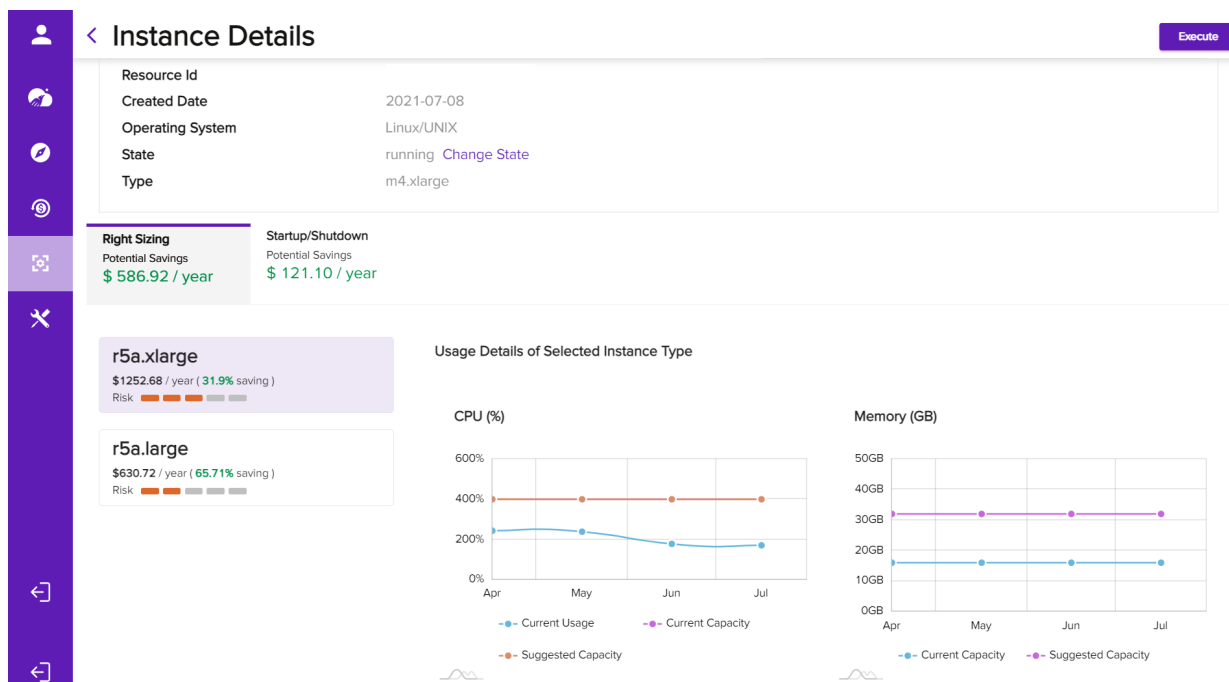 Instance Details
Execute
Resource Id
Created Date 2021-07-08
Operating System Linux/UNIX
State running Change State
Type m4.xlarge
Right Sizing
Potential Savings
$ 586.92 / year
Startup/Shutdown
Potential Savings
$ 121.10 / year
r5a.xlarge
$1252.68 / year ( 31.9% saving )
Risk
r5a.large
$630.72 / year ( 65.71% saving )
Risk
Usage Details of Selected Instance Type
CPU (%)
600%
400%
200%
0%
Apr May Jun Jul
Current Usage Current Capacity
Suggested Capacity
Memory (GB)
50GB
40GB
30GB
20GB
10GB
0GB
Apr May Jun Jul
Current Capacity Suggested Capacity